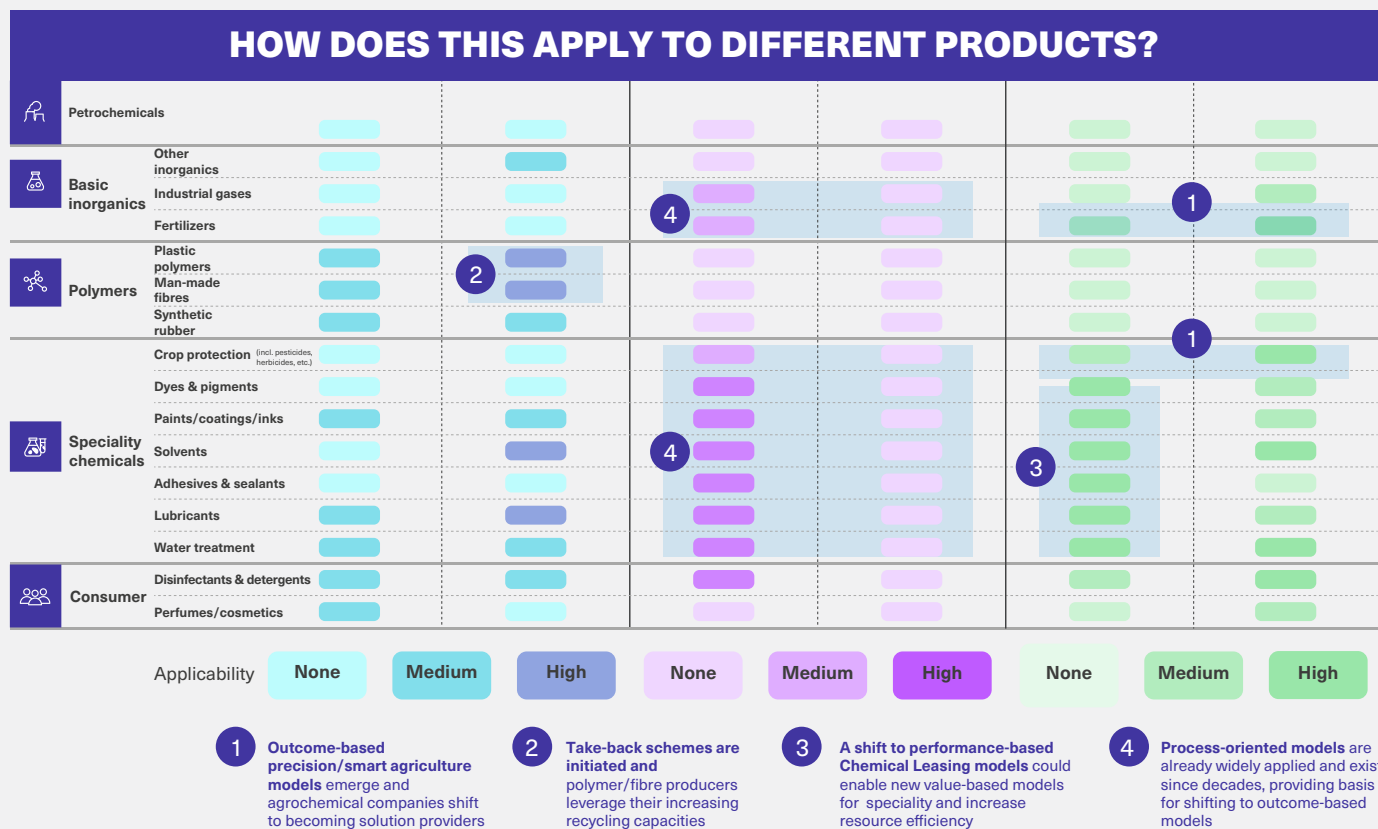 HOW DOES THIS APPLY TO DIFFERENT PRODUCTS?
Petrochemicals
Basic
inorganics
Other
inorganics
Industrial gases
4
1
Fertilizers
Polymers
Plastic
polymers
2
Man-made
fibres
Synthetic
rubber
1
Speciality
chemicals
Crop protection (incl. pesticides,
herbicides, etc.)
Dyes & pigments
Paints/coatings/inks
Solvents
4
3
Adhesives & sealants
Lubricants
Water treatment
Consumer
Disinfectants & detergents
Perfumes/cosmetics
Applicability None Medium High None Medium High None Medium High
1
Outcome-based
precision/smart agriculture
models emerge and
agrochemical companies shift
to becoming solution providers
2
Take-back schemes are
initiated and
polymer/fibre producers
leverage their increasing
recycling capacities
3
A shift to performance-based
Chemical Leasing models could
enable new value-based models
for speciality and increase
resource efficiency
4
Process-oriented models are
already widely applied and exis
since decades, providing basis
for shifting to outcome-based
models